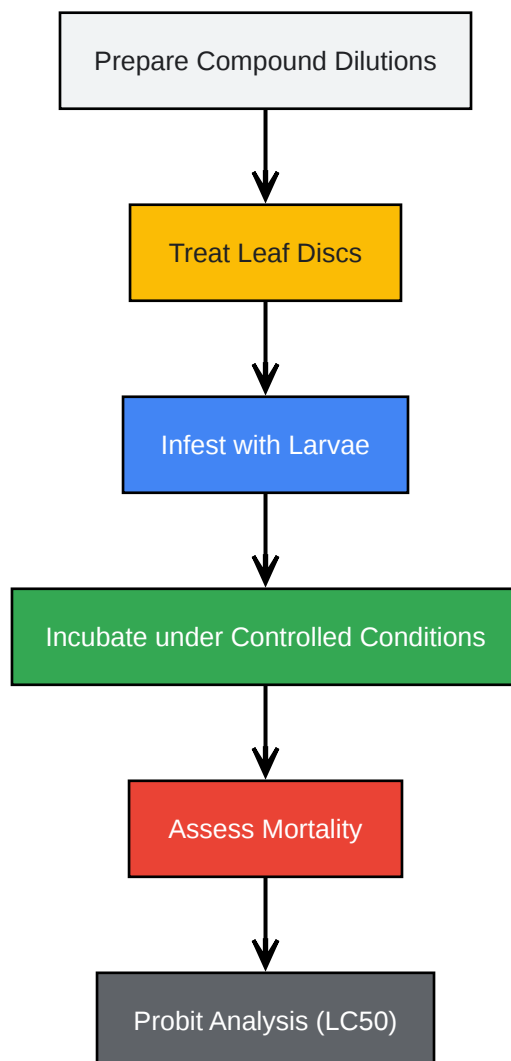 Prepare Compound Dilutions
Treat Leaf Discs
Infest with Larvae
Incubate under Controlled Conditions
Assess Mortality
Probit Analysis (LC50)